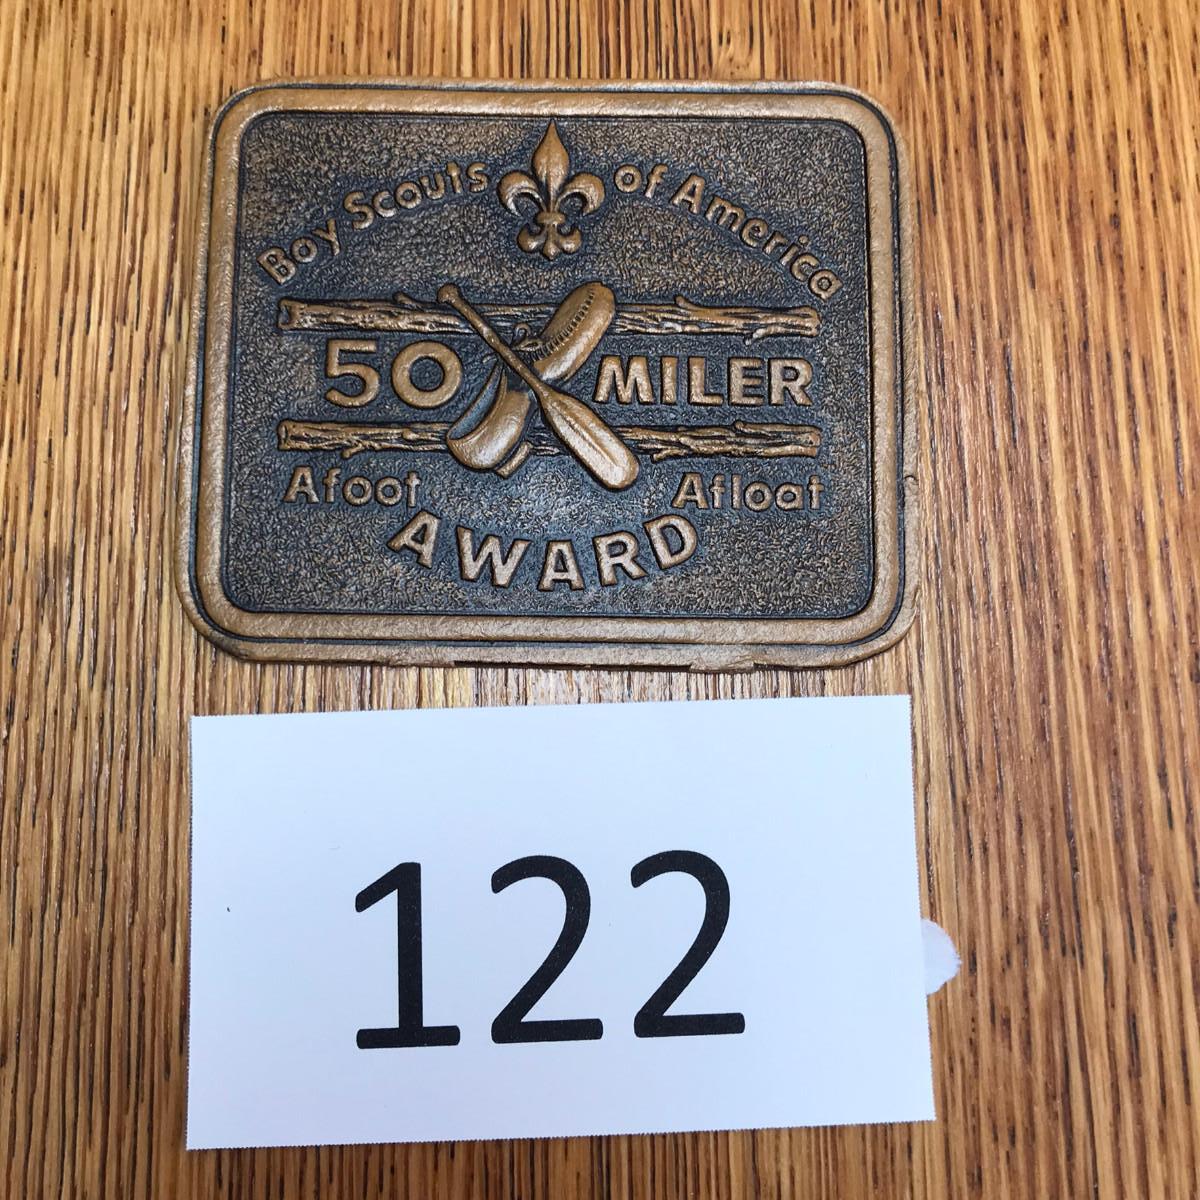 Boy Scouts of America
50 MILER
Afoot Afloat
AWARD
122